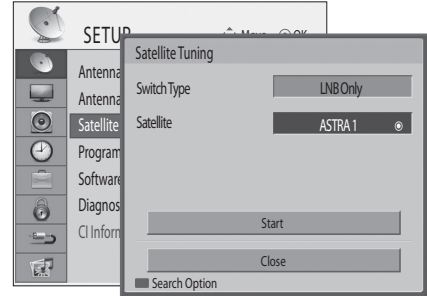 SETUP
Move OK
Satellite Tuning
Antenna
Antenna
Satellite
Program
Software
Diagnos
CI Inform
Switch Type LNB Only
Satellite ASTRA 1
Start
Close
Search Option